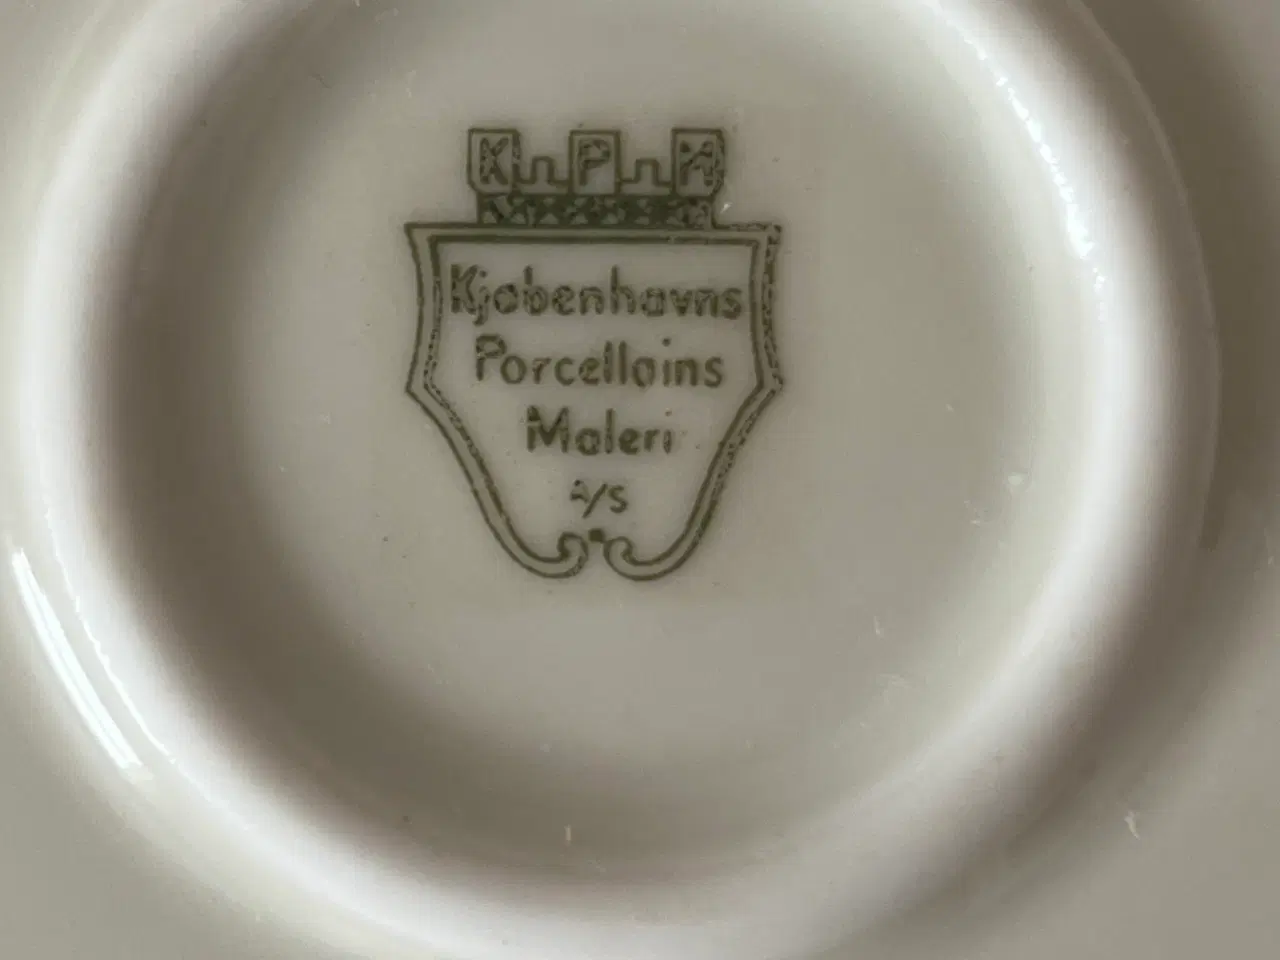 K P M
Kjøbenhavns
Porcellains
Maleri
A/S